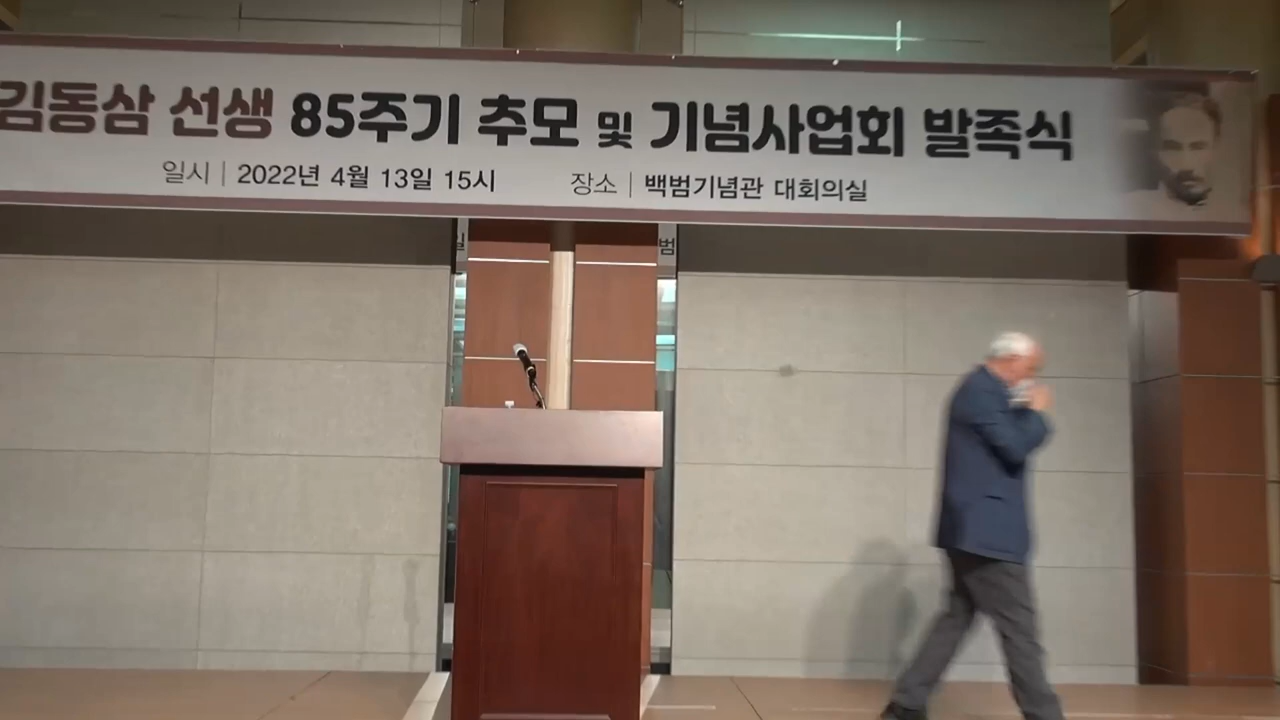 김동삼 선생 85주기 추모 및 기념사업회 발족식
일시 | 2022년 4월 13일 15시 장소 | 백범기념관 대회의실
범